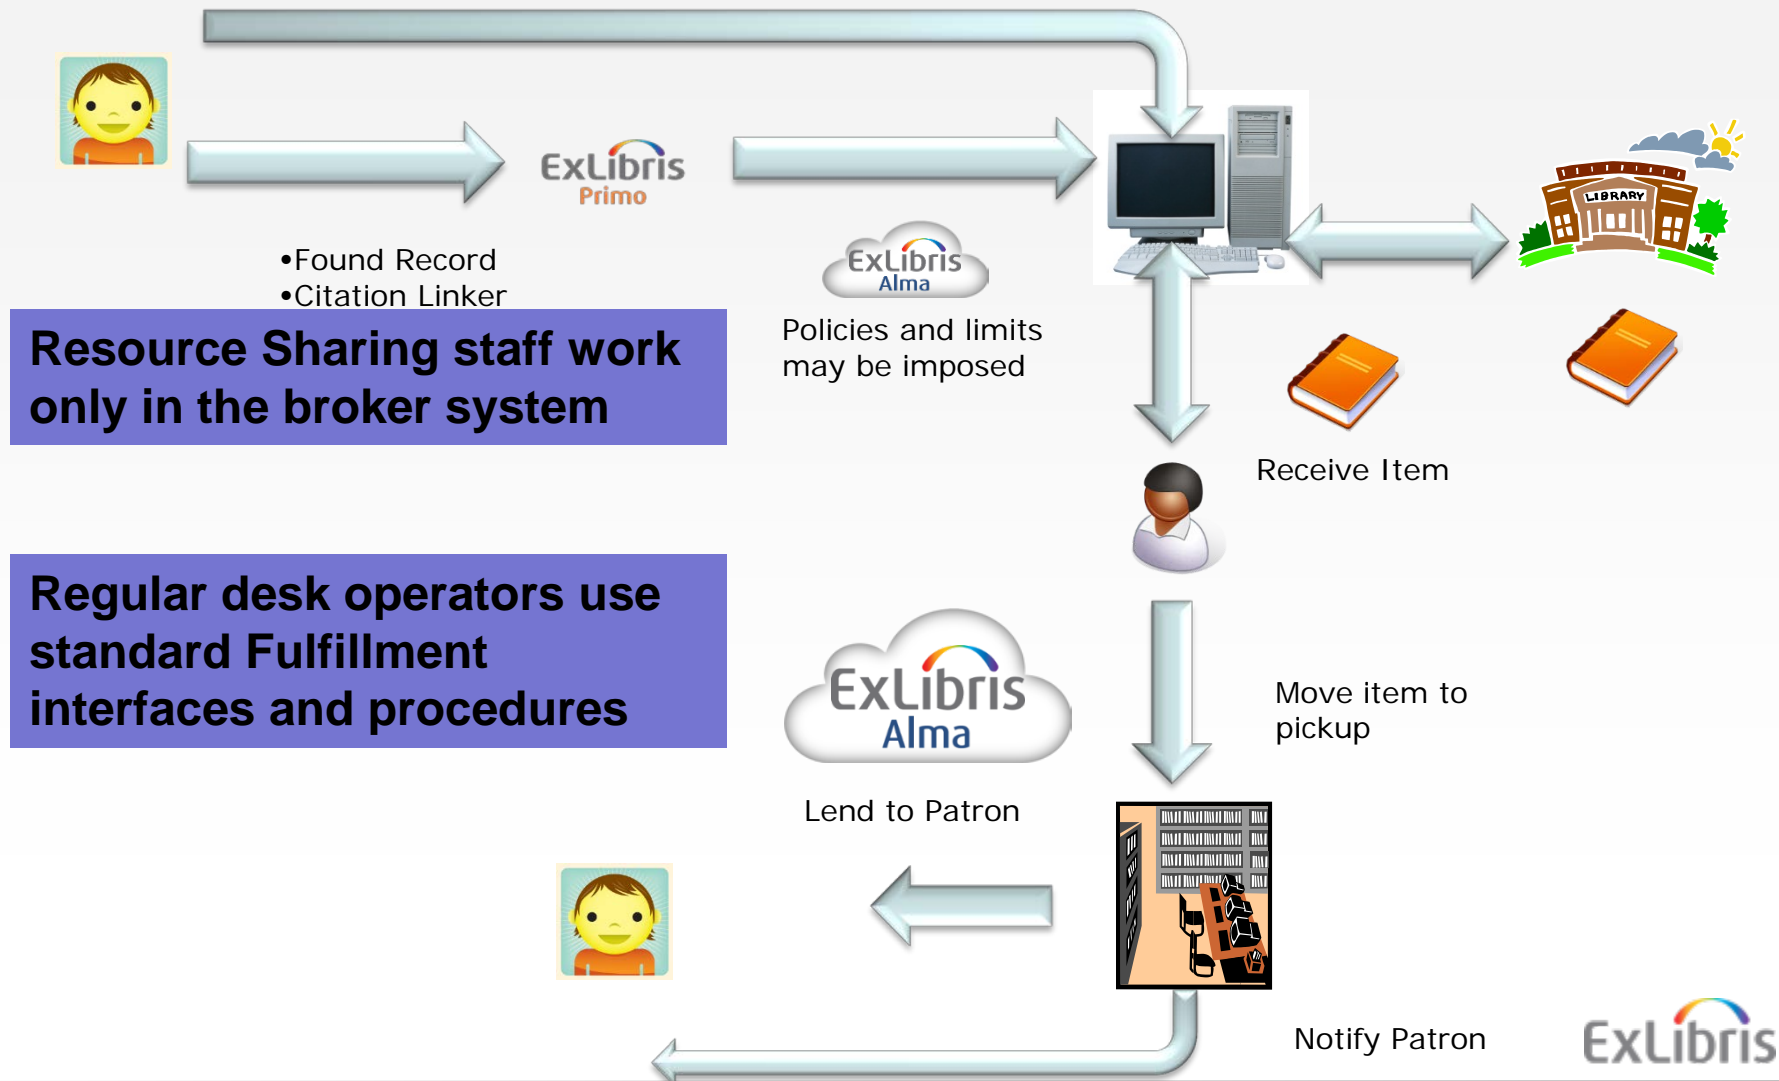 ExLibris
Primo
•Found Record
•Citation Linker
ExLibris
Alma
Policies and limits
may be imposed
LIBRARY
Resource Sharing staff work
only in the broker system
Receive Item
Regular desk operators use
standard Fulfillment
interfaces and procedures
ExLibris
Alma
Move item to
pickup
Lend to Patron
Notify Patron
ExLibris